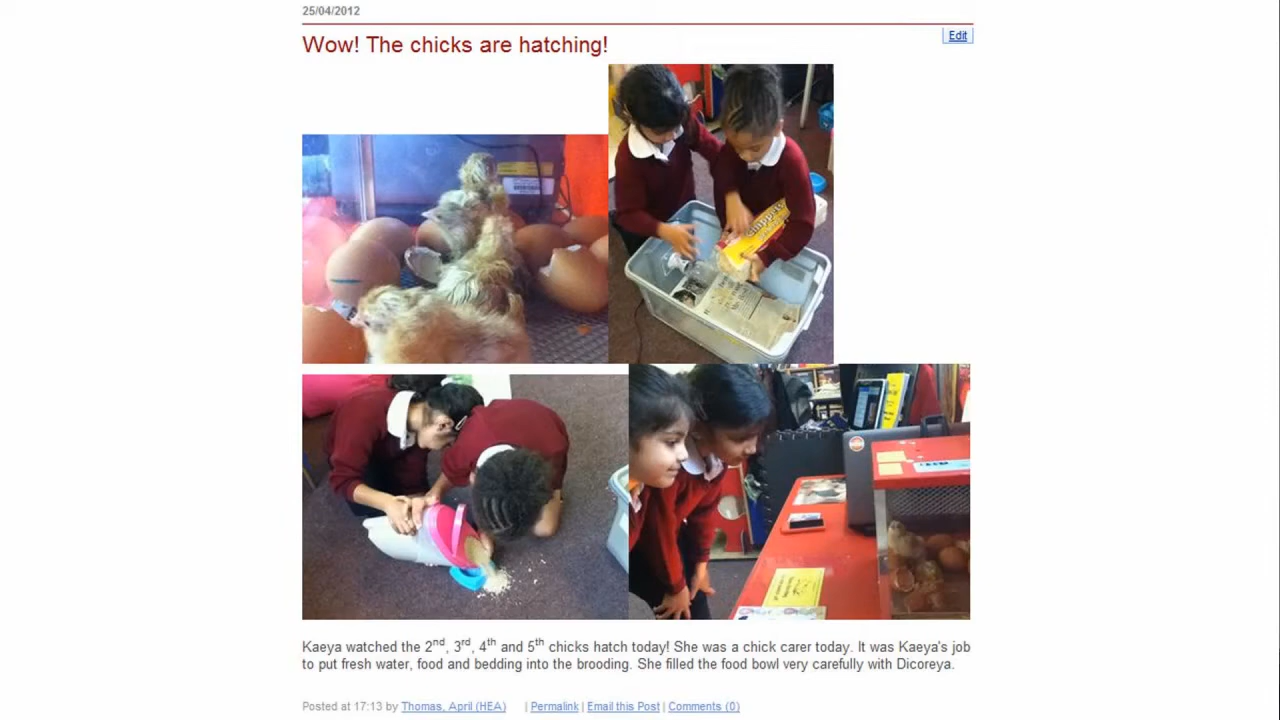 25/04/2012
Wow! The chicks are hatching!
Edit
Chippets
Kaeya watched the 2nd, 3rd, 4th and 5th chicks hatch today! She was a chick carer today. It was Kaeya's job
to put fresh water, food and bedding into the brooding. She filled the food bowl very carefully with Dicoreya.
Posted at 17:13 by Thomas, April (HEA) | Permalink | Email this Post | Comments (0)